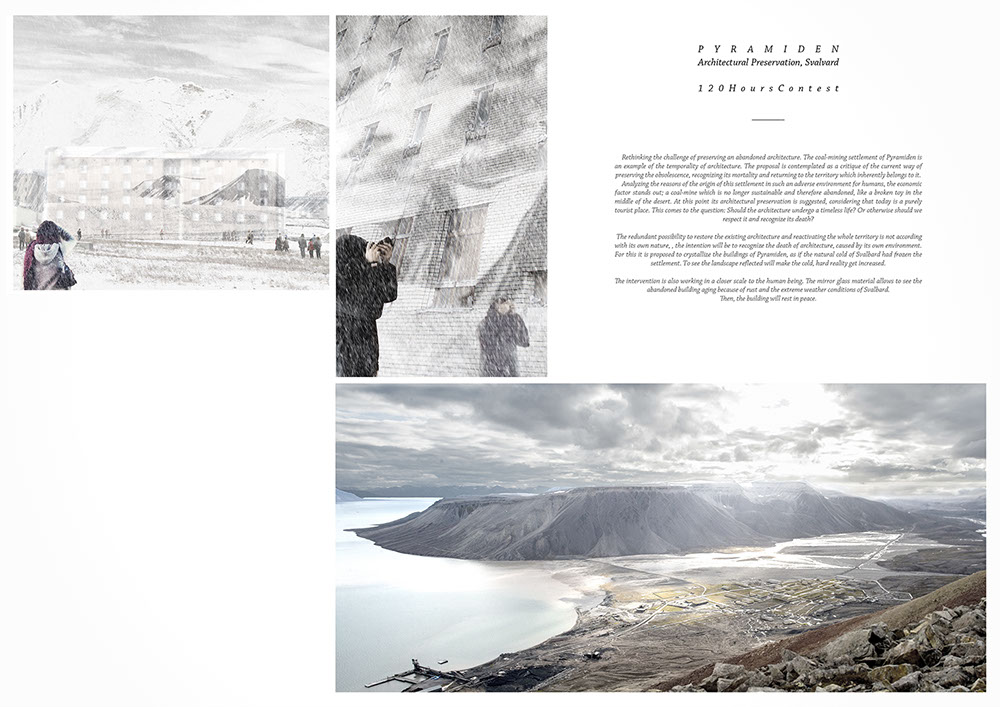 PYRAMIDEN
Architectural Preservation, Svalvard
120HoursContest
Rethinking the challenge of preserving an abandoned architecture. The coal-mining settlement of Pyramiden is
an example of the temporality of architecture. The proposal is contemplated as a critique of the current way of
preserving the obsolescence, recognizing its mortality and returning to the territory which inherently belongs to it.
Analyzing the reasons of the origin of this settlement in such an adverse environment for humans, the economic
factor stands out; a coal-mine which is no longer sustainable and therefore abandoned, like a broken toy in the
middle of the desert. At this point its architectural preservation is suggested, considering that today is a purely
tourist place. This comes to the question: Should the architecture undergo a timeless life? Or otherwise should we
respect it and recognize its death?
The redundant possibility to restore the existing architecture and reactivating the whole territory is not according
with its own nature, , the intention will be to recognize the death of architecture, caused by its own environment.
For this it is proposed to crystallize the buildings of Pyramiden, as if the natural cold of Svalbard had frozen the
settlement. To see the landscape reflected will make the cold, hard reality get increased.
The intervention is also working in a closer scale to the human being. The mirror glass material allows to see the
abandoned building aging because of rust and the extreme weather conditions of Svalbard.
Then, the building will rest in peace.